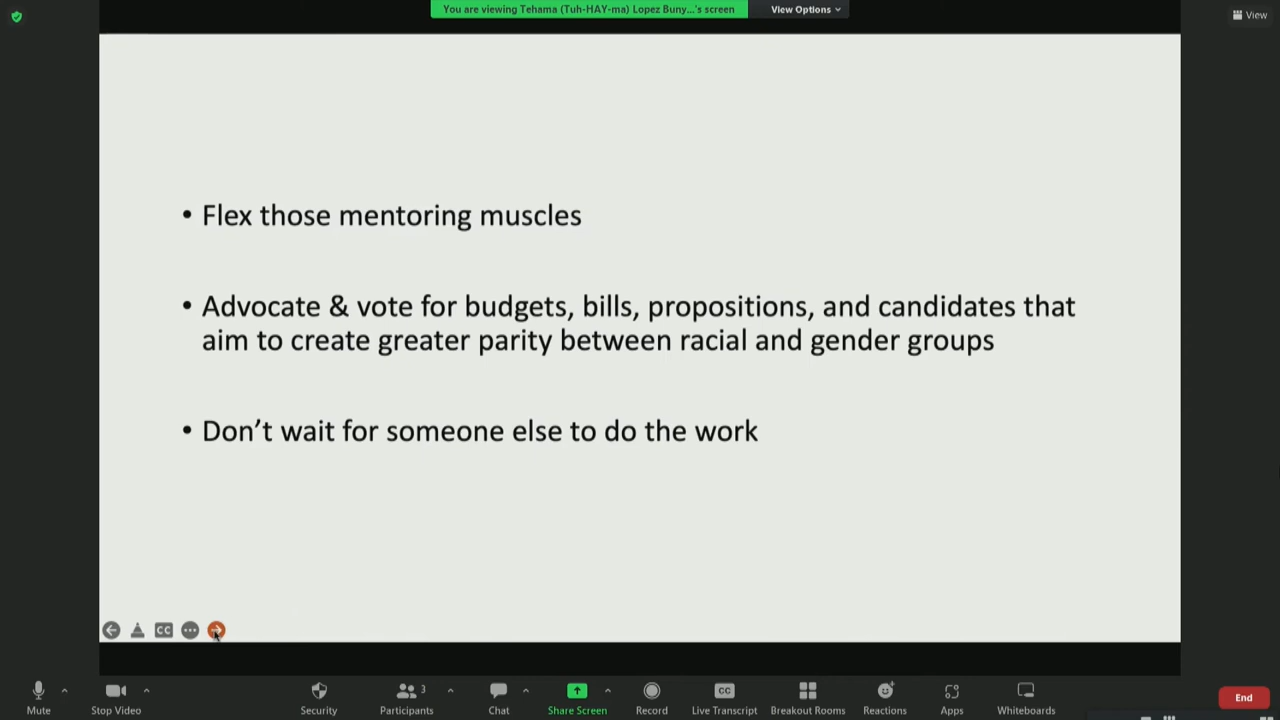 You are viewing Tehama (Tuh-HAY-ma) Lopez Buny...'s screen
View Options
View
• Flex those mentoring muscles
• Advocate & vote for budgets, bills, propositions, and candidates that
aim to create greater parity between racial and gender groups
• Don’t wait for someone else to do the work
CC
3
CC
Mute
Stop Video
Security
Participants
Chat
Share Screen
Record
Live Transcript
Breakout Rooms
Reactions
Apps
Whiteboards
End